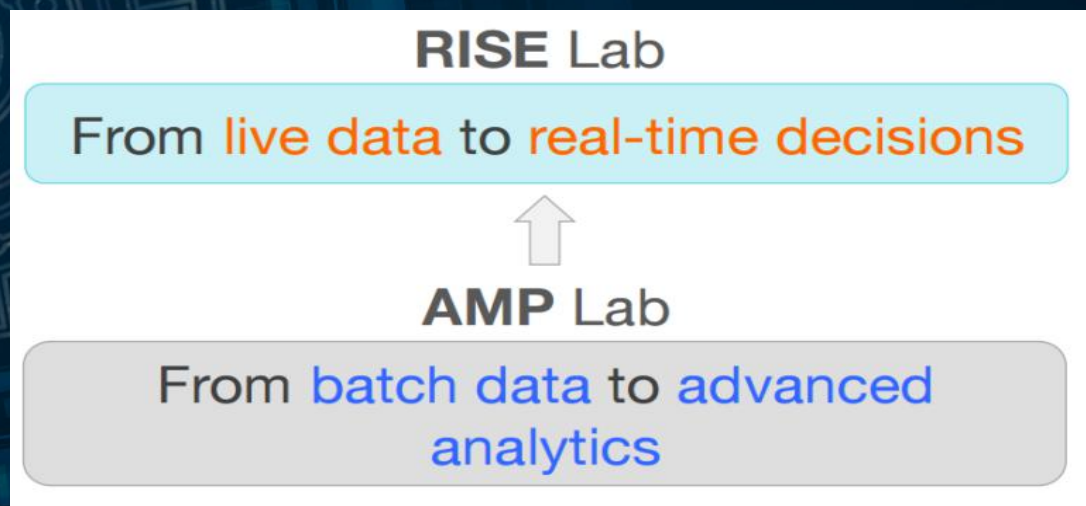 RISE Lab
From live data to real-time decisions
AMP Lab
From batch data to advanced
analytics